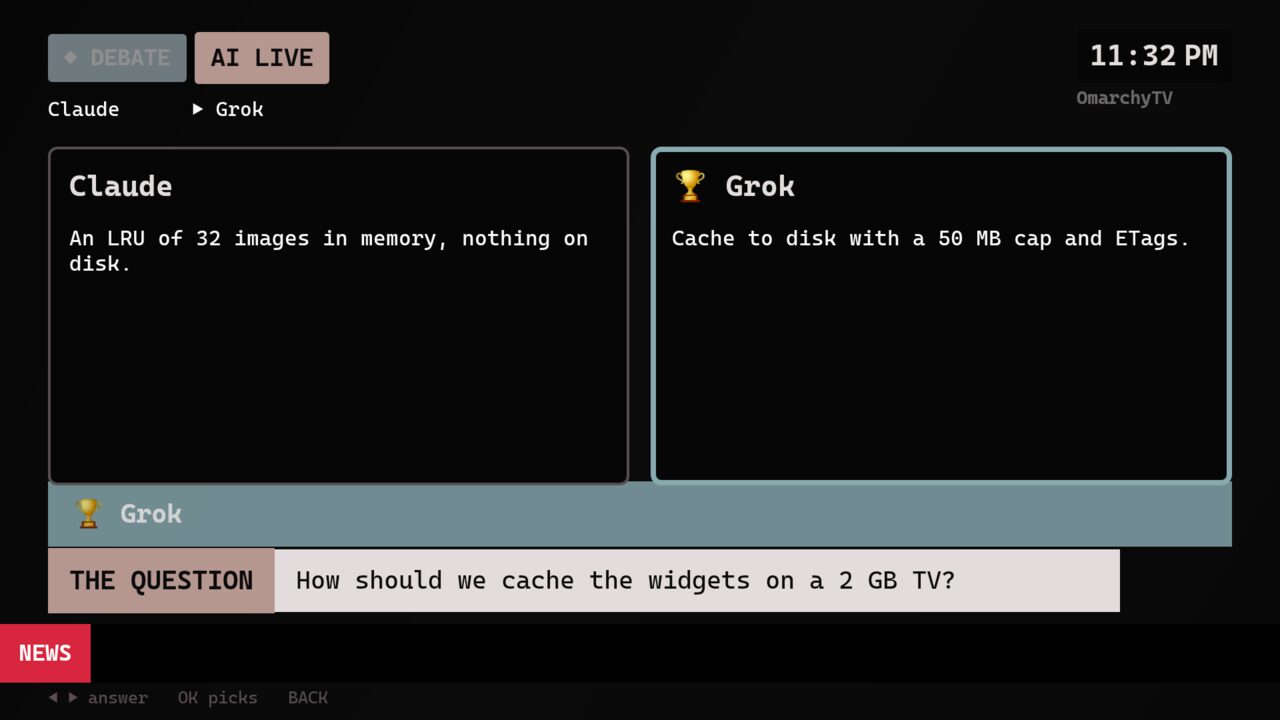 ◆ DEBATE
AI LIVE
11:32 PM
OmarchyTV
Claude
▶ Grok
Claude
An LRU of 32 images in memory, nothing on
disk.
🏆 Grok
Cache to disk with a 50 MB cap and ETags.
🏆 Grok
THE QUESTION
How should we cache the widgets on a 2 GB TV?
NEWS
◀ ▶ answer OK picks BACK